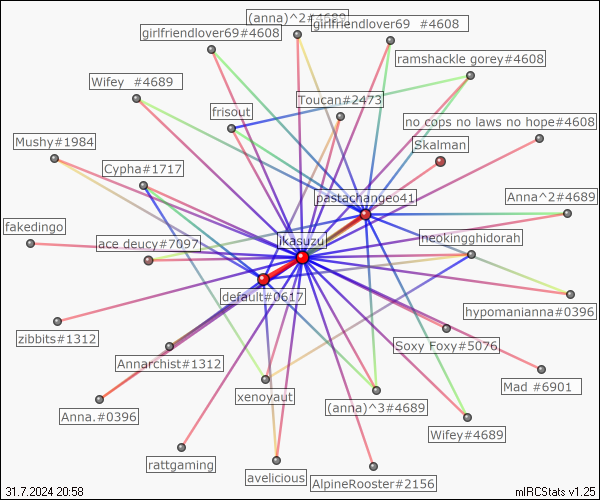 (anna)^2#4689
girlfriendlover69 #4608
girlfriendlover69#4608
ramshackle gorey#4608
Wifey #4689
Toucan#2473
frisout
no cops no laws no hope#4608
Mushy#1984
Skalman
Cypha#1717
pastachangeo41
Anna^2#4689
fakedingo
ace deucy#7097
ikasuzu
nepkingghidorah
default#0617
hypomanianna#0396
zibbits#1312
Soxy Foxy#5076
Annarchist#1312
Mad #6901
xenoyaut
(anna)^3#4689
Anna.#0396
Wifey#4689
rattgaming
avelicious
AlpineRooster#2156
31.7.2024 20:58
mIRCStats v1.25